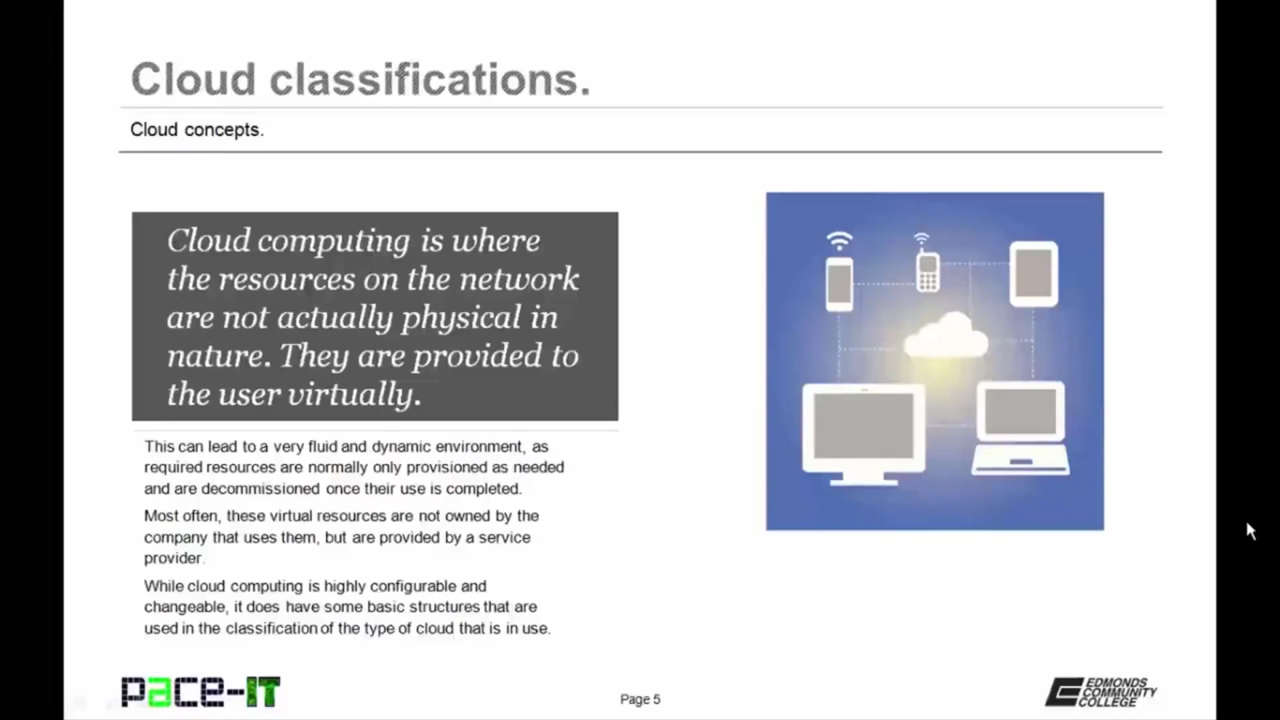 Cloud classifications.
Cloud concepts.
Cloud computing is where
the resources on the network
are not actually physical in
nature. They are provided to
the user virtually.
This can lead to a very fluid and dynamic environment, as
required resources are normally only provisioned as needed
and are decommissioned once their use is completed.
Most often, these virtual resources are not owned by the
company that uses them, but are provided by a service
provider.
While cloud computing is highly configurable and
changeable, it does have some basic structures that are
used in the classification of the type of cloud that is in use.
pace-IT
Page 5
EDMONDS
COMMUNITY
COLLEGE